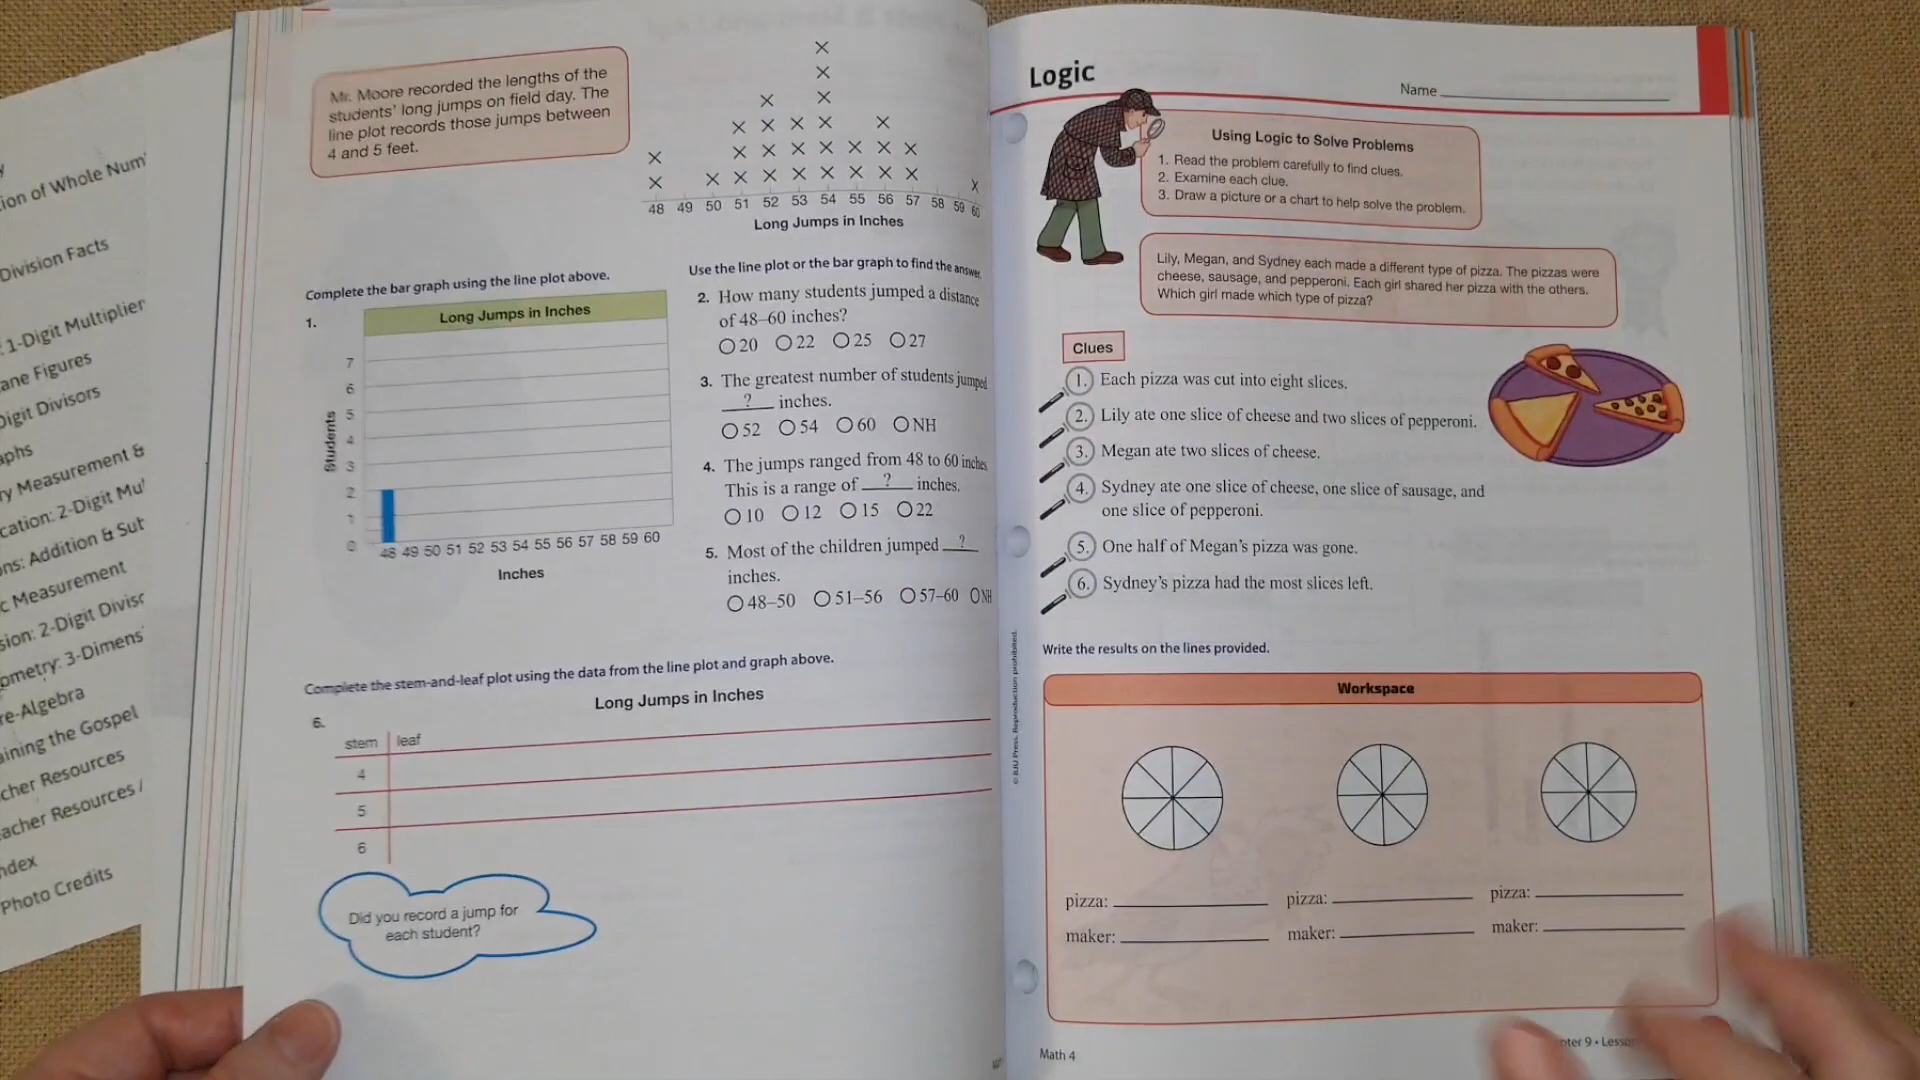 ion of Whole Num
Division Facts
1-Digit Multiplier
ane Figures
Digit Divisors
aphs
ry Measurement &
cation: 2-Digit Mul
ons: Addition & Sub
c Measurement
sion: 2-Digit Diviso
ometry: 3-Dimens
re-Algebra
aining the Gospel
cher Resources
acher Resources /
ndex
Photo Credits
Mr. Moore recorded the lengths of the
students' long jumps on field day. The
line plot records those jumps between
4 and 5 feet.
48 49 50 51 52 53 54 55 56 57 58 59 60
Long Jumps in Inches
Complete the bar graph using the line plot above.
1.
Long Jumps in Inches
7
6
5
4
3
2
1
0
Students
48 49 50 51 52 53 54 55 56 57 58 59 60
Inches
Use the line plot or the bar graph to find the answe
2. How many students jumped a distance
of 48–60 inches?
20 22 25 27
3. The greatest number of students jumped
? inches.
52 54 60 NH
4. The jumps ranged from 48 to 60 inches.
This is a range of ? inches.
10 12 15 22
5. Most of the children jumped ?
inches.
48–50 51–56 57–60 NH
Complete the stem-and-leaf plot using the data from the line plot and graph above.
Long Jumps in Inches
6.
stem leaf
4
5
6
Did you record a jump for
each student?
Logic
Name
Using Logic to Solve Problems
1. Read the problem carefully to find clues.
2. Examine each clue.
3. Draw a picture or a chart to help solve the problem.
Lily, Megan, and Sydney each made a different type of pizza. The pizzas were
cheese, sausage, and pepperoni. Each girl shared her pizza with the others.
Which girl made which type of pizza?
Clues
1. Each pizza was cut into eight slices.
2. Lily ate one slice of cheese and two slices of pepperoni.
3. Megan ate two slices of cheese.
4. Sydney ate one slice of cheese, one slice of sausage, and
one slice of pepperoni.
5. One half of Megan's pizza was gone.
6. Sydney's pizza had the most slices left.
Write the results on the lines provided.
Workspace
pizza: pizza: pizza:
maker: maker: maker:
© BJU Press. Reproduction prohibited.
Math 4
pter 9 • Lesso